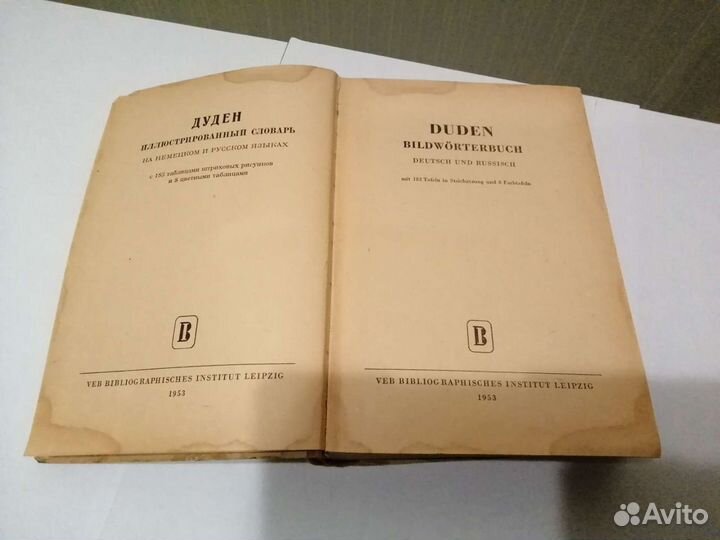 ДУДЕН
ИЛЛЮСТРИРОВАННЫЙ СЛОВАРЬ
НА НЕМЕЦКОМ И РУССКОМ ЯЗЫКАХ
с 183 таблицами штриховых рисунков
и 8 цветными таблицами
B
VEB BIBLIOGRAPHISCHES INSTITUT LEIPZIG
1953
DUDEN
BILDWÖRTERBUCH
DEUTSCH UND RUSSISCH
mit 183 Tafeln in Strichätzung und 8 Farbtafeln
B
VEB BIBLIOGRAPHISCHES INSTITUT LEIPZIG
1953
Avito